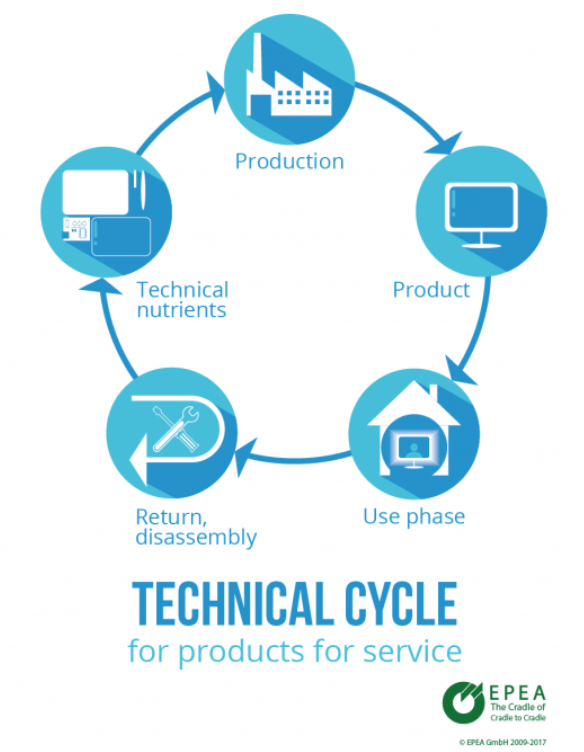 Production
Product
Technical
nutrients
Use phase
Return,
disassembly
TECHNICAL CYCLE
for products for service
EPEA
The Cradle of
Cradle to Cradle
© EPEA GmbH 2009-2017